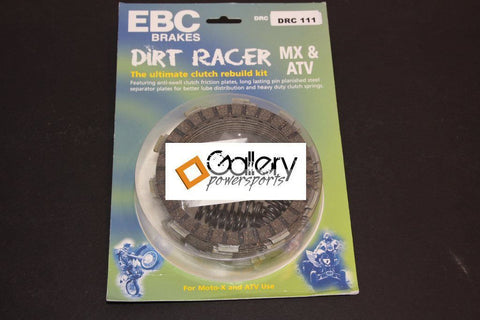 EBC
BRAKES
DRC DRC 111
DIRT RACER MX & ATV
The ultimate clutch rebuild kit
Featuring anti-swell clutch friction plates, long lasting pin planished steel
separator plates for better lube distribution and heavy duty clutch springs.
Gallery
powersports
For Moto-X and ATV Use